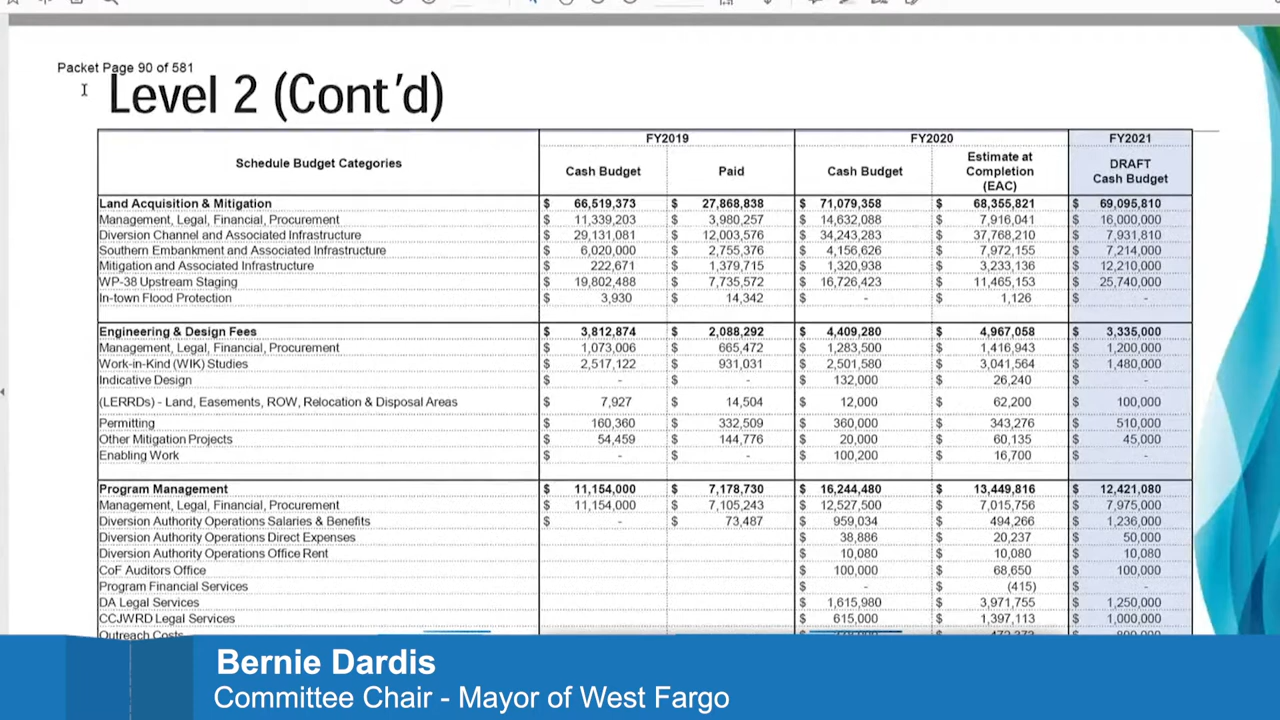 Packet Page 90 of 581
Level 2 (Cont'd)
FY2019 FY2020 FY2021
Schedule Budget Categories Cash Budget Paid Cash Budget Estimate at Completion (EAC) DRAFT Cash Budget
Land Acquisition & Mitigation $ 66,519,373 $ 27,868,838 $ 71,079,358 $ 68,355,821 $ 69,095,810
Management, Legal, Financial, Procurement $ 11,339,203 $ 3,980,257 $ 14,632,088 $ 7,916,041 $ 16,000,000
Diversion Channel and Associated Infrastructure $ 29,131,081 $ 12,003,576 $ 34,243,283 $ 37,768,210 $ 7,931,810
Southern Embankment and Associated Infrastructure $ 6,020,000 $ 2,755,376 $ 4,156,626 $ 7,972,155 $ 7,214,000
Mitigation and Associated Infrastructure $ 222,671 $ 1,379,715 $ 1,320,938 $ 3,233,136 $ 12,210,000
WP-38 Upstream Staging $ 19,802,488 $ 7,735,572 $ 16,726,423 $ 11,465,153 $ 25,740,000
In-town Flood Protection $ 3,930 $ 14,342 $ - $ 1,126 $ -
Engineering & Design Fees $ 3,812,874 $ 2,088,292 $ 4,409,280 $ 4,967,058 $ 3,335,000
Management, Legal, Financial, Procurement $ 1,073,006 $ 665,472 $ 1,283,500 $ 1,416,943 $ 1,200,000
Work-in-Kind (WIK) Studies $ 2,517,122 $ 931,031 $ 2,501,580 $ 3,041,564 $ 1,480,000
Indicative Design $ - $ - $ 132,000 $ 26,240 $ -
(LERRDs) - Land, Easements, ROW, Relocation & Disposal Areas $ 7,927 $ 14,504 $ 12,000 $ 62,200 $ 100,000
Permitting $ 160,360 $ 332,509 $ 360,000 $ 343,276 $ 510,000
Other Mitigation Projects $ 54,459 $ 144,776 $ 20,000 $ 60,135 $ 45,000
Enabling Work $ - $ - $ 100,200 $ 16,700 $ -
Program Management $ 11,154,000 $ 7,178,730 $ 16,244,480 $ 13,449,816 $ 12,421,080
Management, Legal, Financial, Procurement $ 11,154,000 $ 7,105,243 $ 12,527,500 $ 7,015,756 $ 7,975,000
Diversion Authority Operations Salaries & Benefits $ - $ 73,487 $ 959,034 $ 494,266 $ 1,236,000
Diversion Authority Operations Direct Expenses $ 38,886 $ 20,237 $ 50,000
Diversion Authority Operations Office Rent $ 10,080 $ 10,080 $ 10,080
CoF Auditors Office $ 100,000 $ 68,650 $ 100,000
Program Financial Services $ - $ (415) $ -
DA Legal Services $ 1,615,980 $ 3,971,755 $ 1,250,000
CCJWRD Legal Services $ 615,000 $ 1,397,113 $ 1,000,000
Outreach Costs
Bernie Dardis
Committee Chair - Mayor of West Fargo